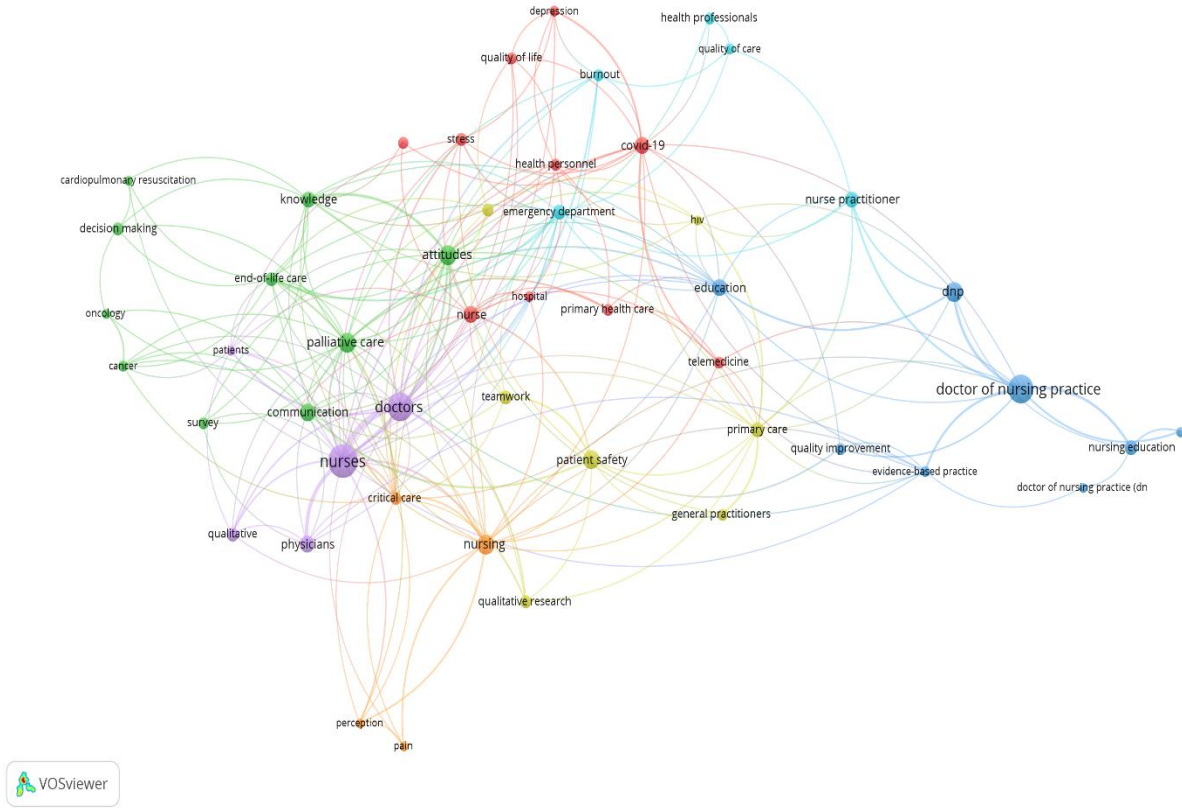 depression
health professionals
quality of care
quality of life
burnout
stress
covid-19
health personnel
cardiopulmonary resuscitation
knowledge
nurse practitioner
emergency department
hiv
decision making
attitudes
end-of-life care
education
dnp
hospital
primary health care
nurse
oncology
palliative care
patients
cancer
telemedicine
doctor of nursing practice
teamwork
doctors
communication
survey
primary care
quality improvement
nursing education
nurses
patient safety
evidence-based practice
doctor of nursing practice (dn
critical care
general practitioners
qualitative
physicians
nursing
qualitative research
perception
pain
VOSviewer